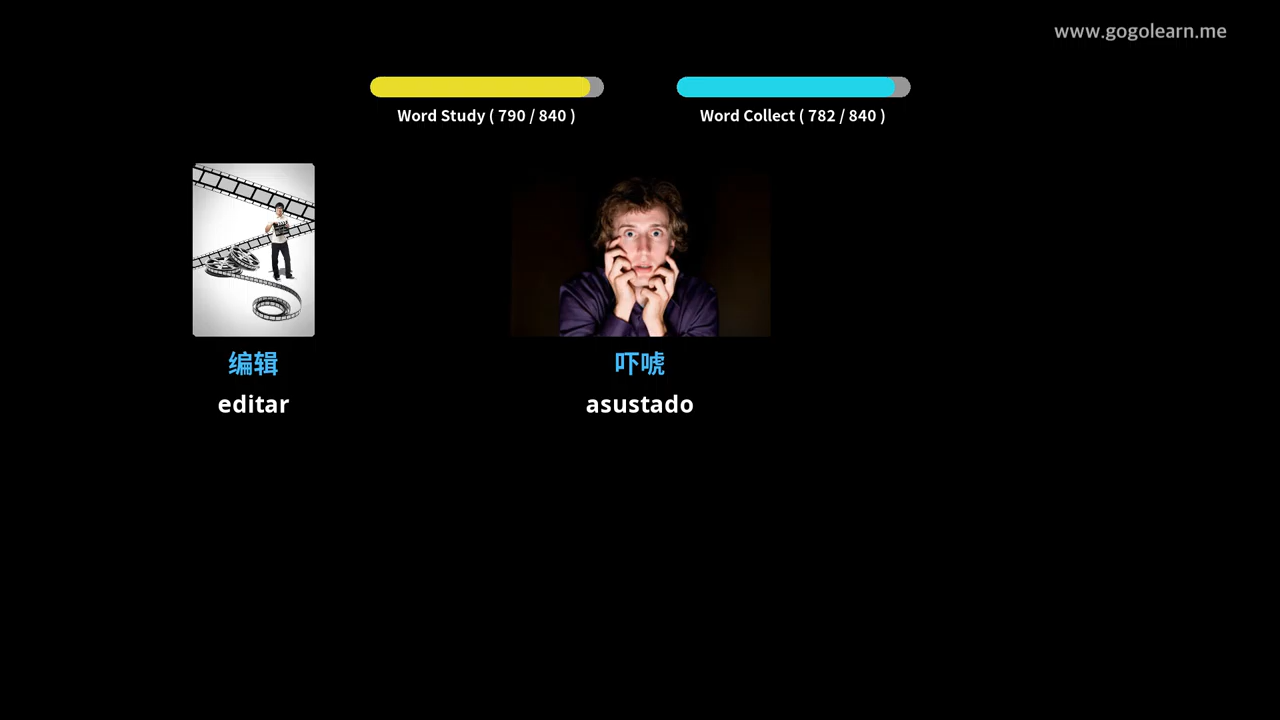 www.gogolearn.me
Word Study ( 790 / 840 )
Word Collect ( 782 / 840 )
编辑
吓唬
editar
asustado